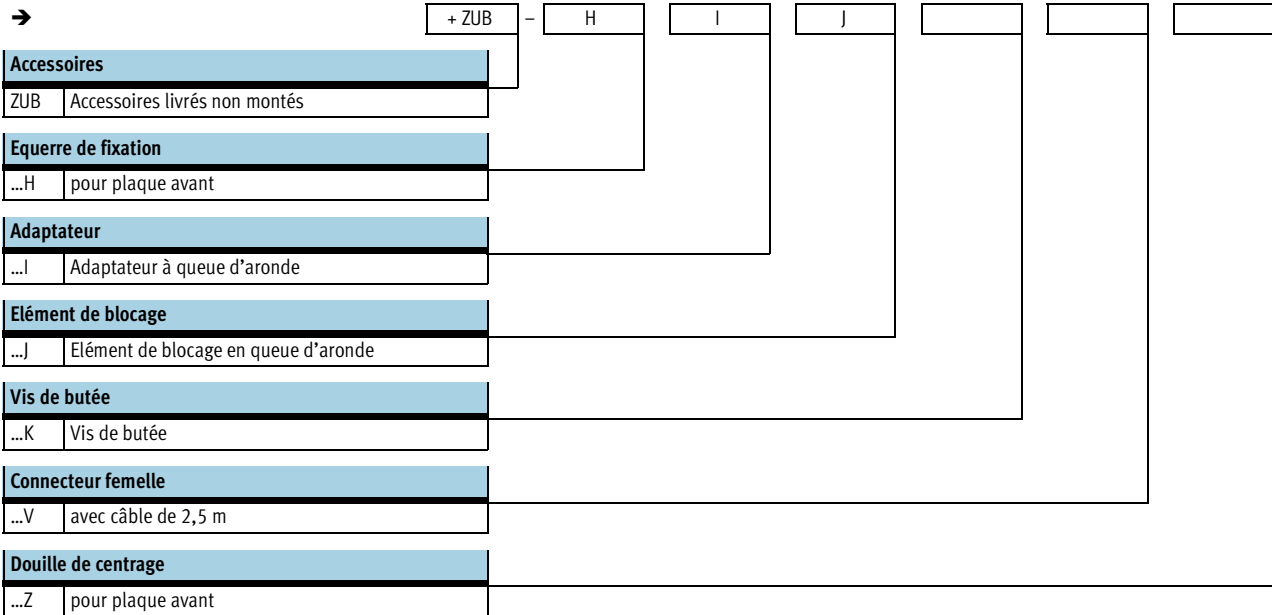 ➔ + ZUB – H I J
Accessoires
ZUB Accessoires livrés non montés
Equerre de fixation
...H pour plaque avant
Adaptateur
...I Adaptateur à queue d'aronde
Elément de blocage
...J Elément de blocage en queue d'aronde
Vis de butée
...K Vis de butée
Connecteur femelle
...V avec câble de 2,5 m
Douille de centrage
...Z pour plaque avant